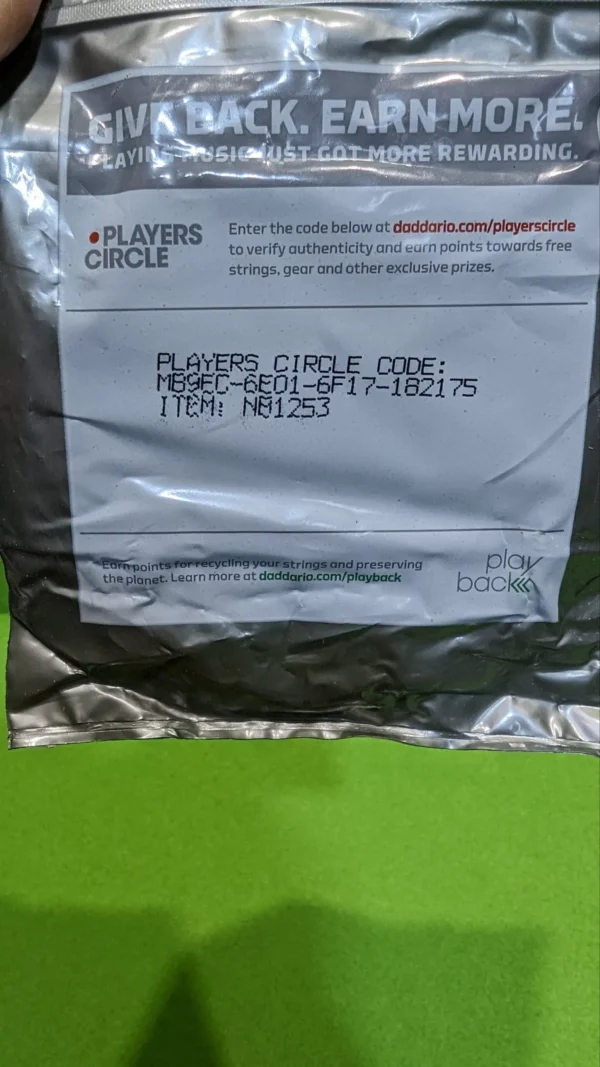 GIVE BACK. EARN MORE.
PLAYING MUSIC JUST GOT MORE REWARDING.
PLAYERS
CIRCLE
Enter the code below at daddario.com/playerscircle
to verify authenticity and earn points towards free
strings, gear and other exclusive prizes.
PLAYERS CIRCLE CODE:
MB9EC-6E01-6F17-182175
ITEM: NB1253
Earn points for recycling your strings and preserving
the planet. Learn more at daddario.com/playback
play
back